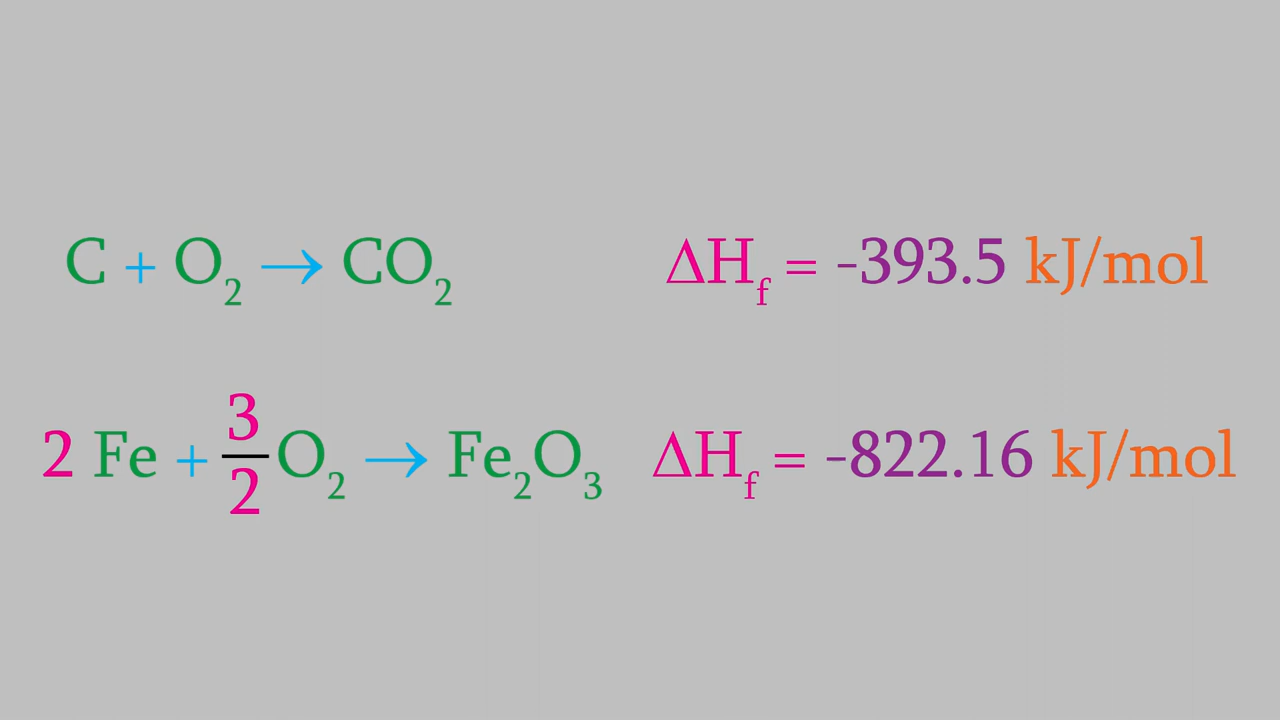 C + O₂ → CO₂ ΔH_f = -393.5 kJ/mol
2 Fe + 3/2 O₂ → Fe₂O₃ ΔH_f = -822.16 kJ/mol